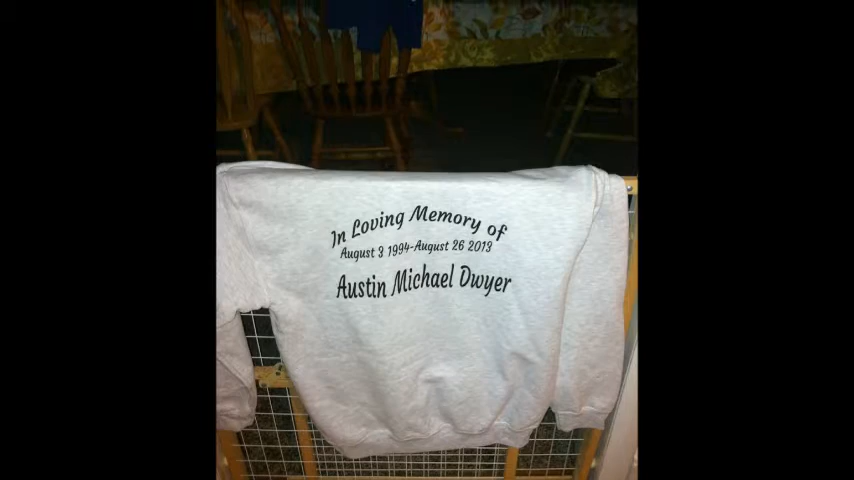 In Loving Memory of
August 3 1994-August 26 2013
Austin Michael Dwyer